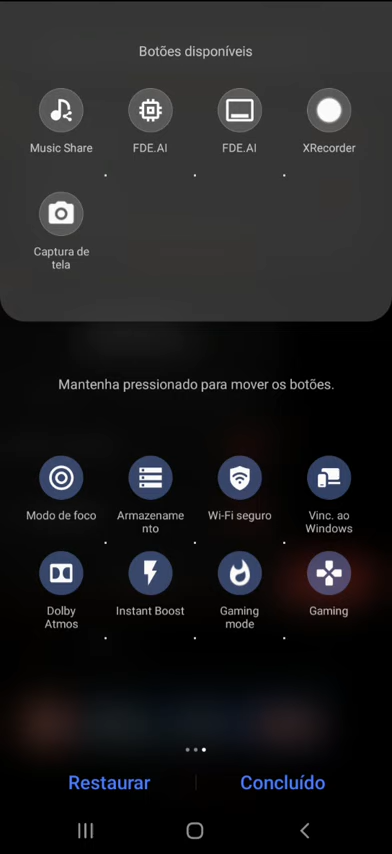 Botões disponíveis
Music Share
FDE.AI
FDE.AI
XRecorder
Captura de
tela
Mantenha pressionado para mover os botões.
Modo de foco
Armazename
nto
Wi-Fi seguro
Vinc. ao
Windows
Dolby
Atmos
Instant Boost
Gaming
mode
Gaming
Restaurar
Concluído